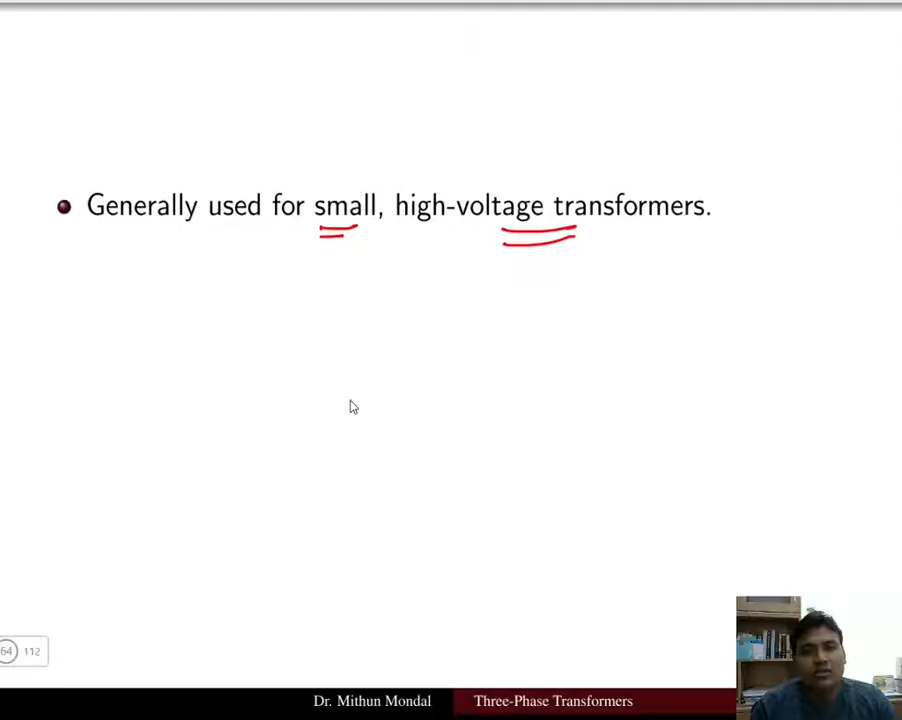 Generally used for small, high-voltage transformers.
64 112
Dr. Mithun Mondal Three-Phase Transformers